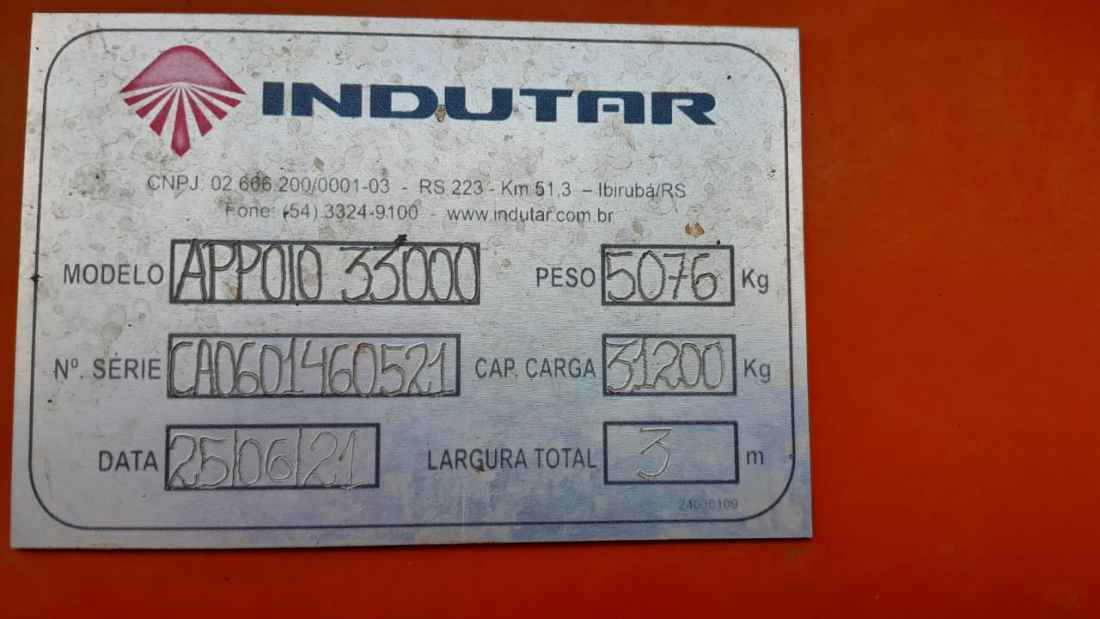 INDUTAR
CNPJ: 02.666.200/0001-03 - RS 223 - Km 51,3 – Ibirubá/RS
Fone: (54) 3324-9100 - www.indutar.com.br
MODELO APPOIO 33000 PESO 5076 Kg
Nº. SÉRIE CA0601460521 CAP. CARGA 31200 Kg
DATA 25/06/21 LARGURA TOTAL 3 m
24000109